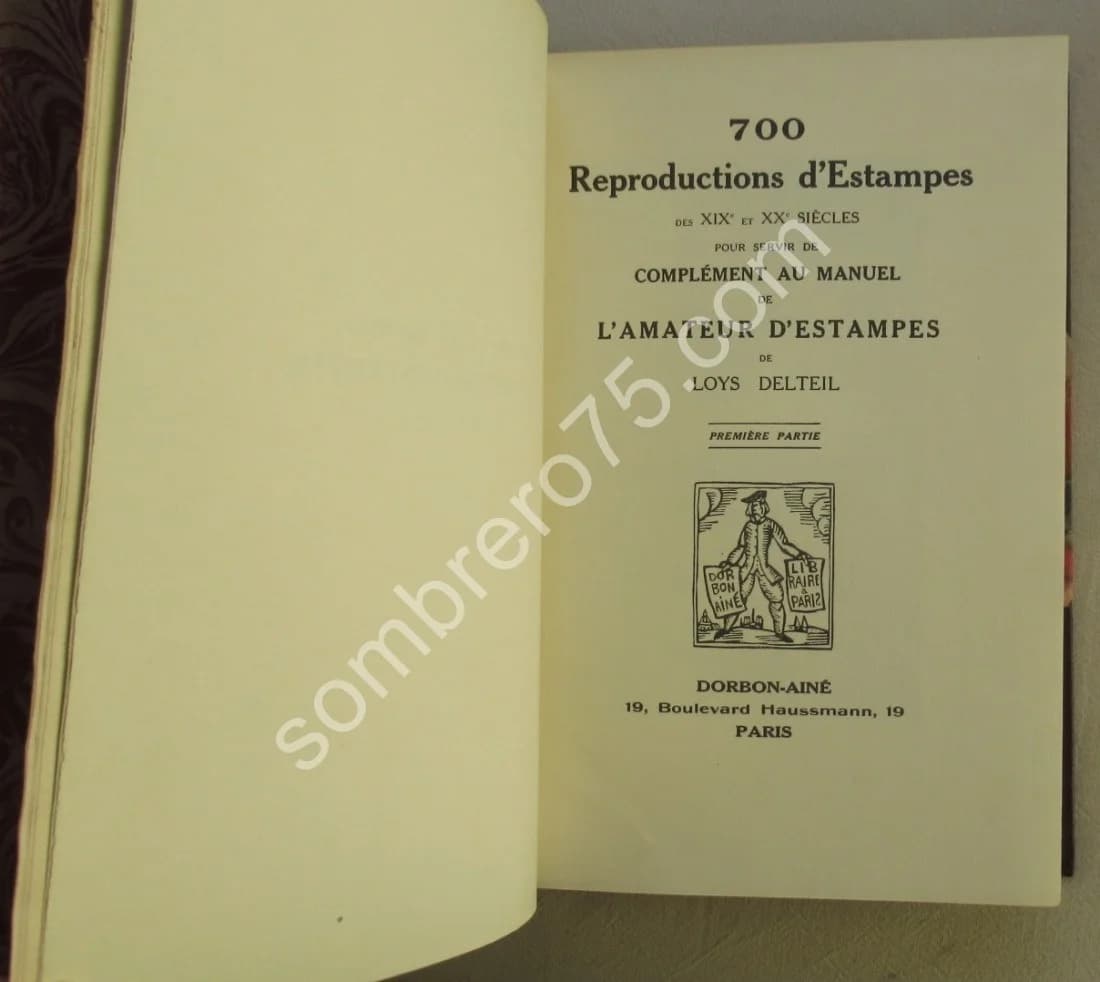 700
Reproductions d'Estampes
DES XIXe ET XXe SIÈCLES
POUR SERVIR DE
COMPLÉMENT AU MANUEL
DE
L'AMATEUR D'ESTAMPES
DE
LOYS DELTEIL
PREMIÈRE PARTIE
DOR
BON
AINÉ
LIB
RAIRE
à
PARIS
DORBON-AINÉ
19, Boulevard Haussmann, 19
PARIS
sombrero75.com